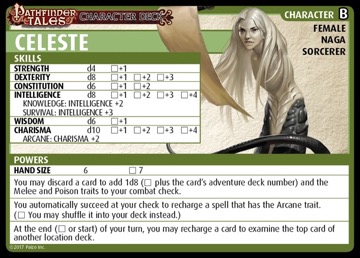 PATHFINDER TALES CHARACTER DECK
CHARACTER B
CELESTE
FEMALE
NAGA
SORCERER
SKILLS
STRENGTH d4 □+1
DEXTERITY d8 □+1 □+2 □+3
CONSTITUTION d6 □+1 □+2
INTELLIGENCE d8 □+1 □+2 □+3 □+4
KNOWLEDGE: INTELLIGENCE +2
SURVIVAL: INTELLIGENCE +3
WISDOM d6 □+1
CHARISMA d10 □+1 □+2 □+3 □+4
ARCANE: CHARISMA +2
POWERS
HAND SIZE 6 □ 7
You may discard a card to add 1d8 (□ plus the card's adventure deck number) and the
Melee and Poison traits to your combat check.
You automatically succeed at your check to recharge a spell that has the Arcane trait.
(□ You may shuffle it into your deck instead.)
At the end (□ or start) of your turn, you may recharge a card to examine the top card of
another location deck.
©2017 Paizo Inc.